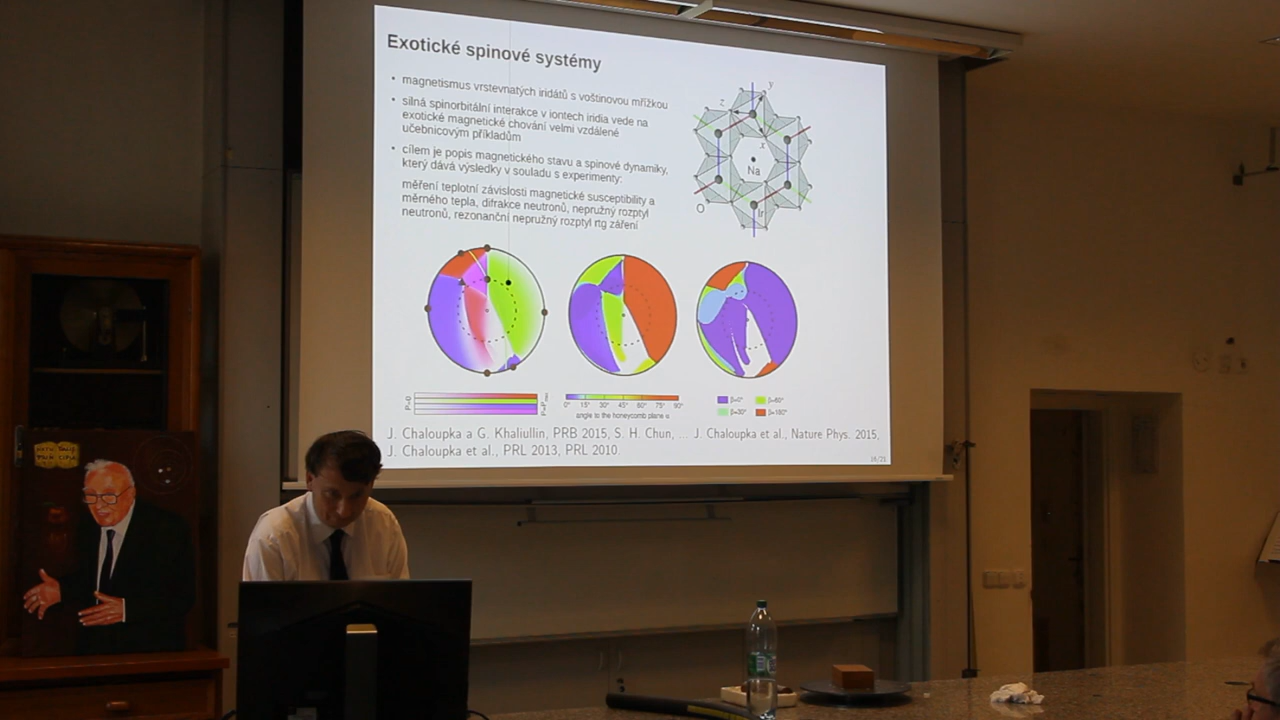 Exotické spinové systémy
• magnetismus vrstevnatých iridátů s voštinovou mřížkou
• silná spinorbitální interakce v iontech iridia vede na
exotické magnetické chování velmi vzdálené
učebnicovým příkladům
• cílem je popis magnetického stavu a spinové dynamiky,
který dává výsledky v souladu s experimenty:
měření teplotní závislosti magnetické susceptibility a
měrného tepla, difrakce neutronů, nepružný rozptyl
neutronů, rezonanční nepružný rozptyl rtg záření
y
z
x
Na
O
Ir
0° 15° 30° 45° 60° 75° 90°
angle to the honeycomb plane α
β=0° β=60°
β=30° β=180°
J. Chaloupka a G. Khaliullin, PRB 2015, S. H. Chun, ... J. Chaloupka et al., Nature Phys. 2015,
J. Chaloupka et al., PRL 2013, PRL 2010.